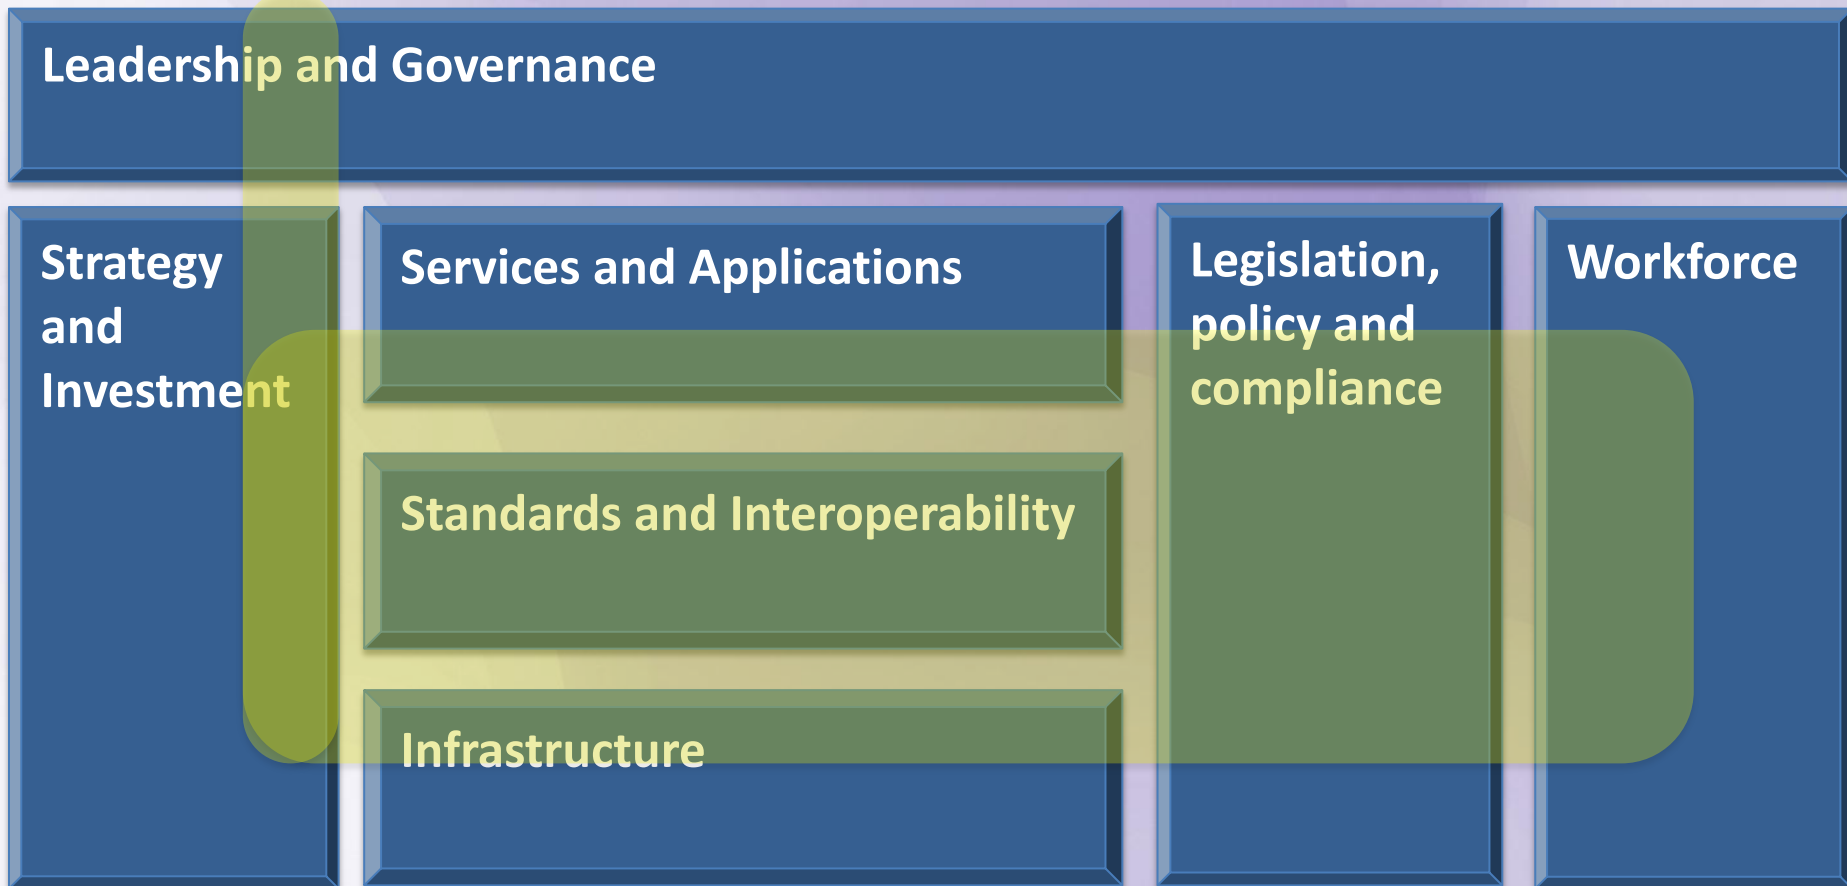 Leadership and Governance
Strategy
and
Investment
Services and Applications
Standards and Interoperability
Infrastructure
Legislation,
policy and
compliance
Workforce